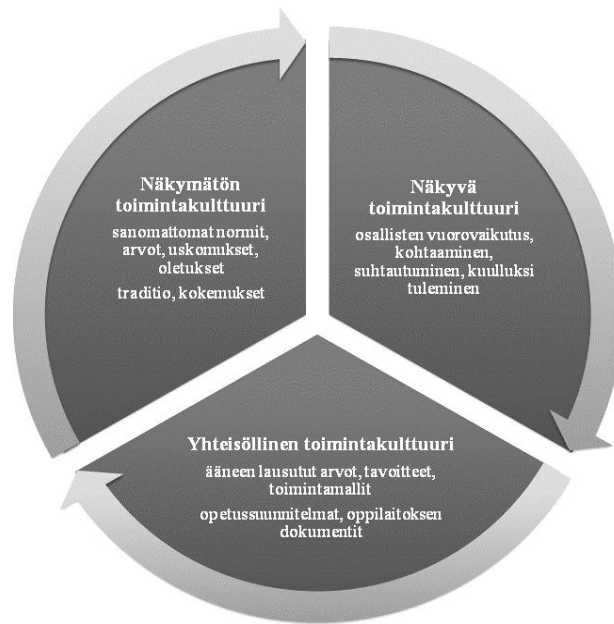 Näkymätön
toimintakulttuuri
sanomattomat normit,
arvot, uskomukset,
oletukset
traditio, kokemukset
Näkyvä
toimintakulttuuri
osallisten vuorovaikutus,
kohtaaminen,
suhtautuminen, kuulluksi
tuleminen
Yhteisöllinen toimintakulttuuri
ääneen lausutut arvot, tavoitteet,
toimintamallit
opetussuunnitelmat, oppilaitoksen
dokumentit